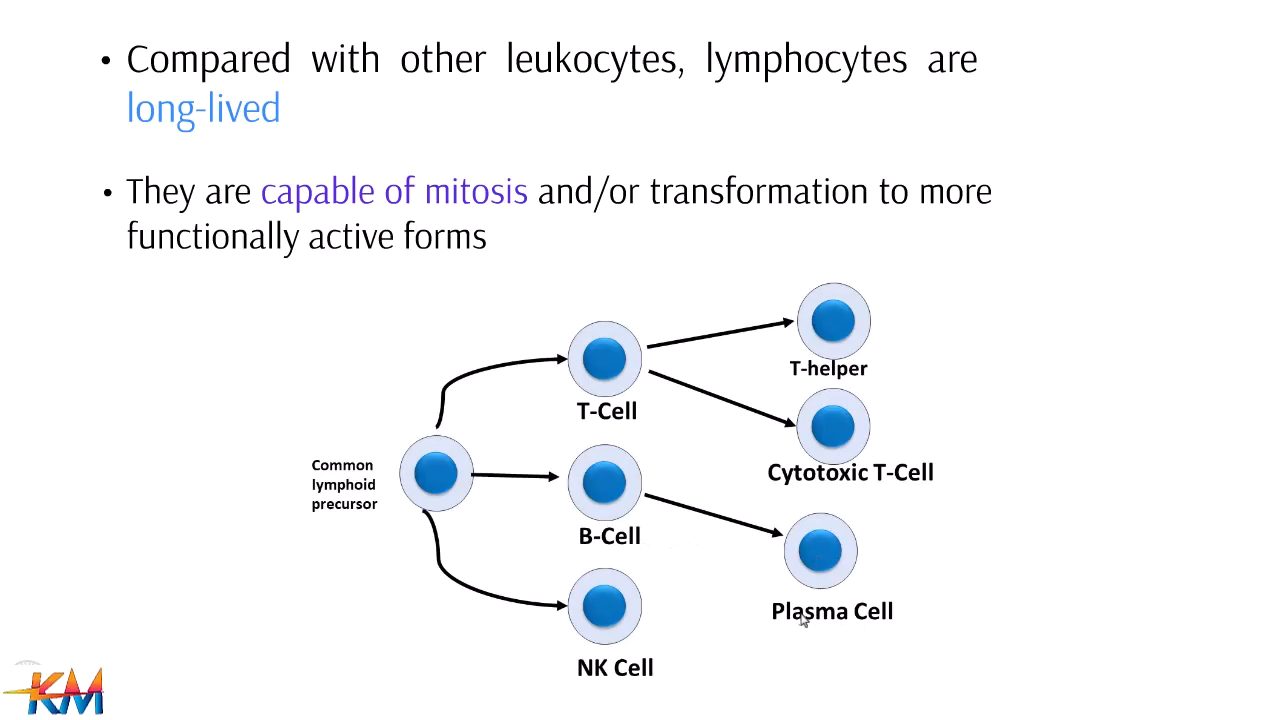 • Compared with other leukocytes, lymphocytes are
long-lived
• They are capable of mitosis and/or transformation to more
functionally active forms
T-helper
T-Cell
Cytotoxic T-Cell
Common
lymphoid
precursor
B-Cell
Plasma Cell
NK Cell
KM